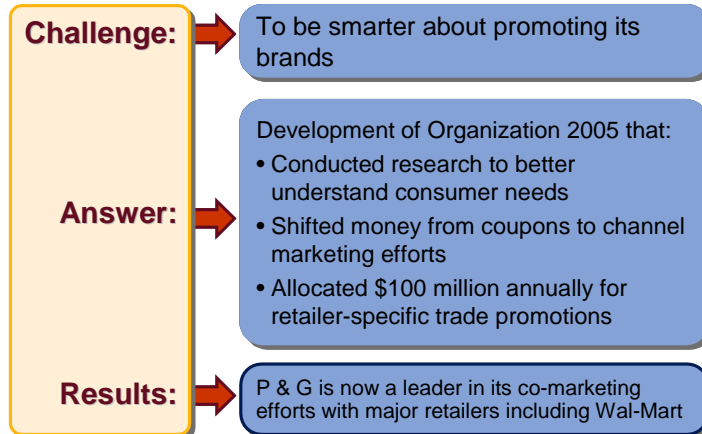 Challenge:
To be smarter about promoting its
brands
Answer:
Development of Organization 2005 that:
• Conducted research to better
understand consumer needs
• Shifted money from coupons to channel
marketing efforts
• Allocated $100 million annually for
retailer-specific trade promotions
Results:
P & G is now a leader in its co-marketing
efforts with major retailers including Wal-Mart